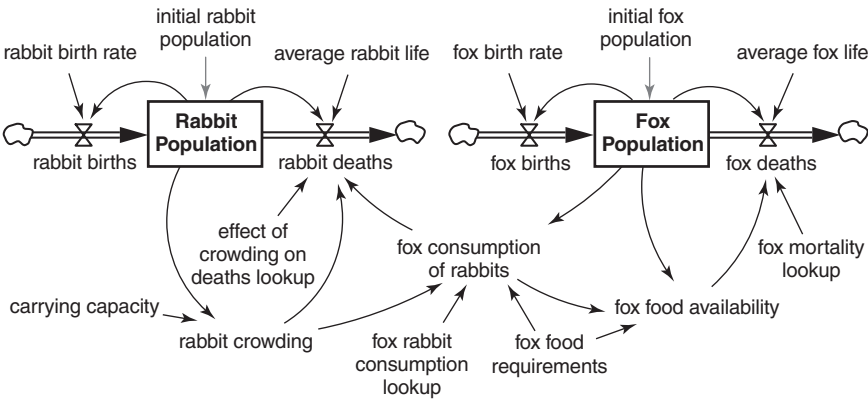 initial rabbit
population
initial fox
population
rabbit birth rate
average rabbit life
fox birth rate
average fox life
Rabbit
Population
Fox
Population
rabbit births
rabbit deaths
fox births
fox deaths
effect of
crowding on
deaths lookup
fox consumption
of rabbits
fox mortality
lookup
carrying capacity
fox food availability
rabbit crowding
fox rabbit
consumption
lookup
fox food
requirements